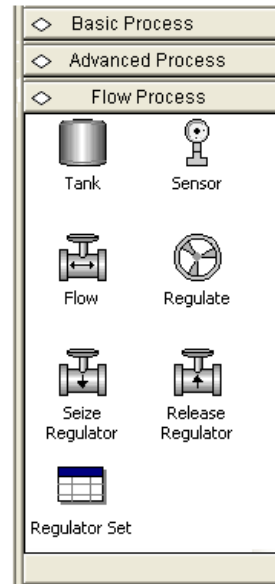 Basic Process
Advanced Process
Flow Process
Tank
Sensor
Flow
Regulate
Seize
Regulator
Release
Regulator
Regulator Set